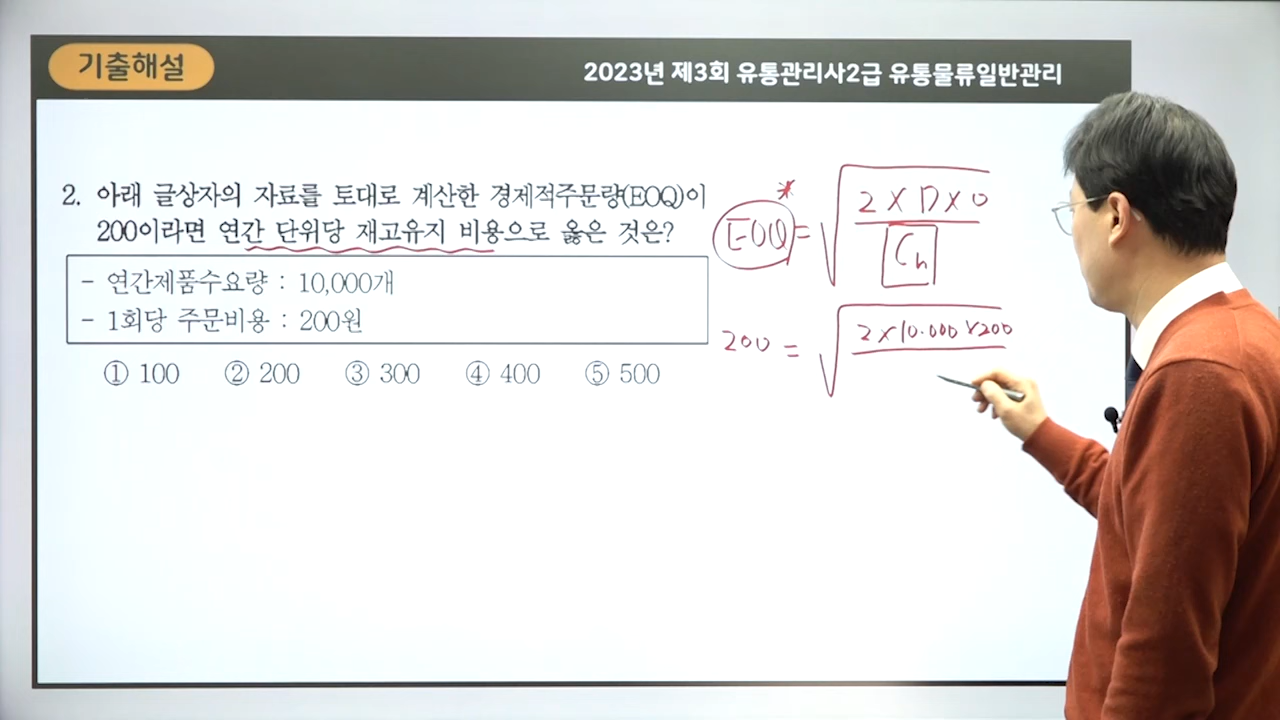 기출해설
2023년 제3회 유통관리사2급 유통물류일반관리
2. 아래 글상자의 자료를 토대로 계산한 경제적주문량(EOQ)이
200이라면 연간 단위당 재고유지 비용으로 옳은 것은?
- 연간제품수요량 : 10,000개
- 1회당 주문비용 : 200원
① 100 ② 200 ③ 300 ④ 400 ⑤ 500
EOQ* = √ 2 × D × O
Ch
200 = √ 2 × 10.000 × 200